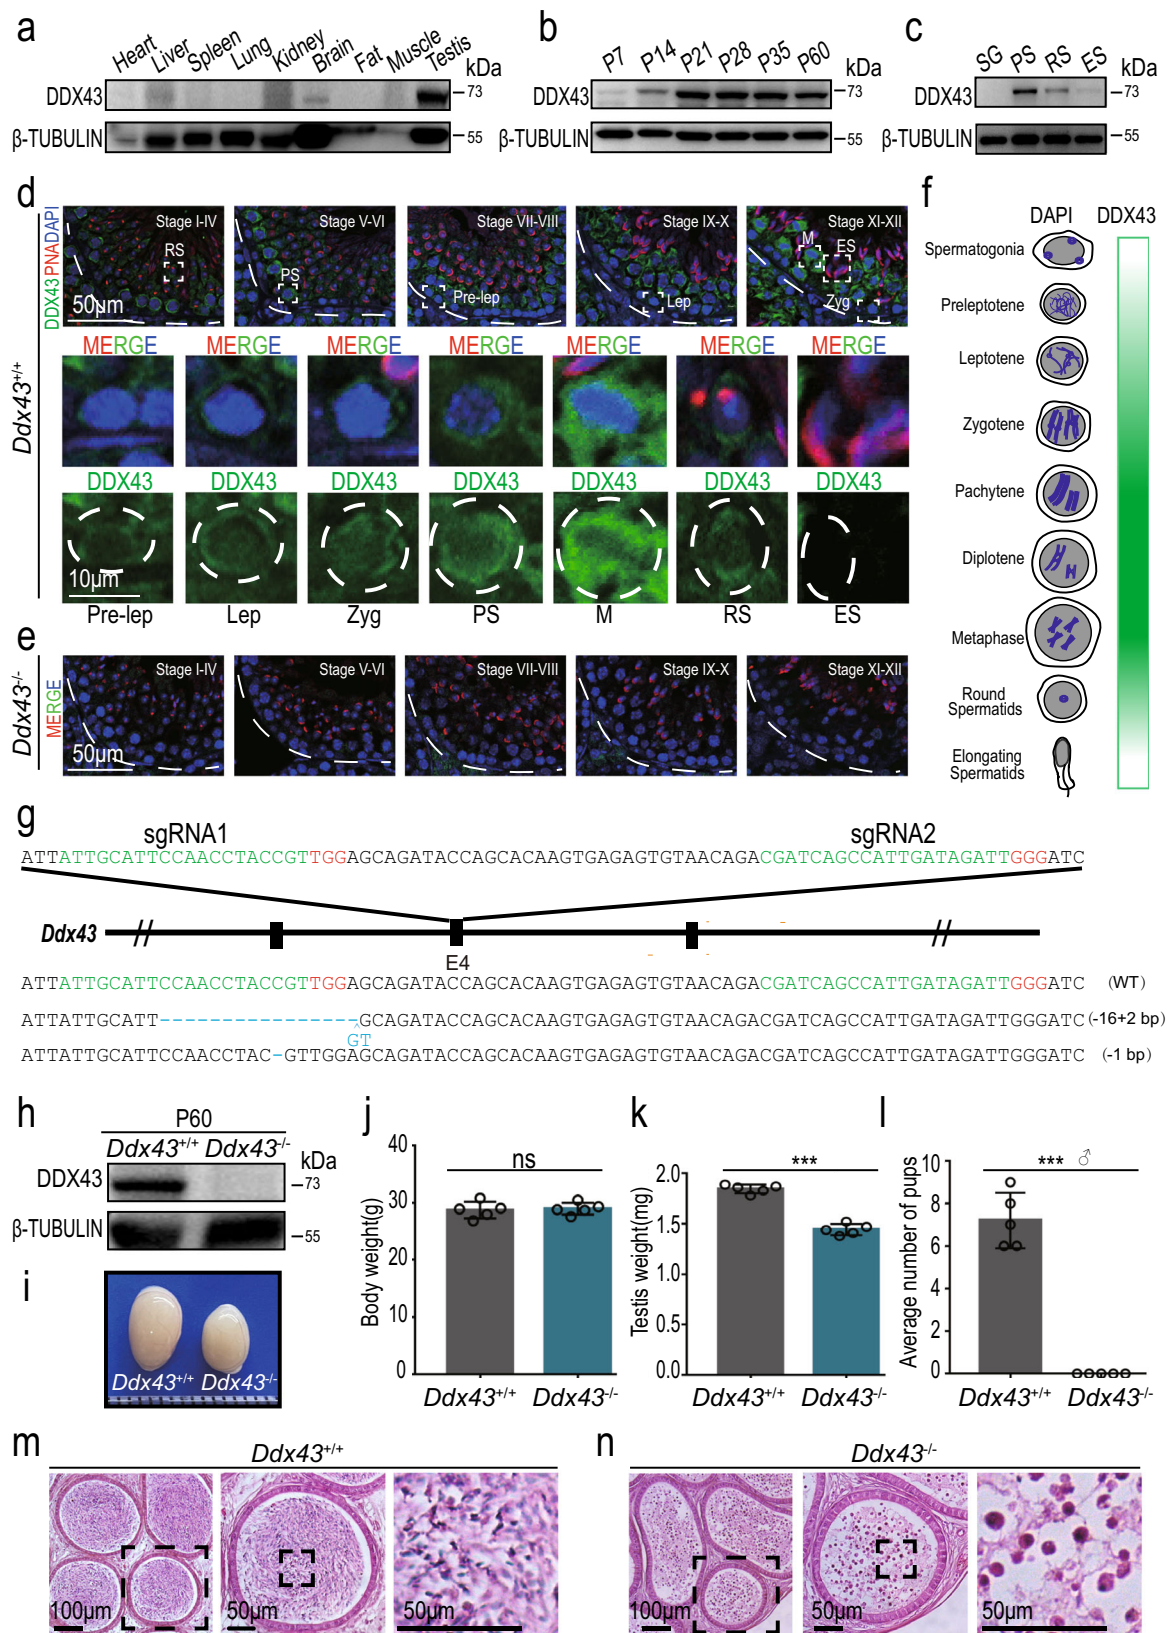 a
Heart Liver Spleen Lung Kidney Brain Fat Muscle Testis
kDa
DDX43
73
β-TUBULIN
55
b
P7 P14 P21 P28 P35 P60
kDa
DDX43
73
β-TUBULIN
55
c
SG PS RS ES
kDa
DDX43
73
β-TUBULIN
55
d
Ddx43+/+
DDX43 PNA DAPI
Stage I-IV
RS
50μm
Stage V-VI
PS
Stage VII-VIII
Pre-lep
Stage IX-X
Lep
Stage XI-XII
M
ES
Zyg
MERGE MERGE MERGE MERGE MERGE MERGE MERGE
DDX43 DDX43 DDX43 DDX43 DDX43 DDX43 DDX43
10μm
Pre-lep Lep Zyg PS M RS ES
e
Ddx43-/-
MERGE
Stage I-IV
50μm
Stage V-VI
Stage VII-VIII
Stage IX-X
Stage XI-XII
f
DAPI DDX43
Spermatogonia
Preleptotene
Leptotene
Zygotene
Pachytene
Diplotene
Metaphase
Round
Spermatids
Elongating
Spermatids
g
sgRNA1 sgRNA2
ATTATTGCATTCCAACCTACCGTTGGAGCAGATACCAGCACAAGTGAGAGTGTAACAGACGATCAGCCATTGATAGATTGGGATC
Ddx43
E4
ATTATTGCATTCCAACCTACCGTTGGAGCAGATACCAGCACAAGTGAGAGTGTAACAGACGATCAGCCATTGATAGATTGGGATC (WT)
ATTATTGCATT----------------GCAGATACCAGCACAAGTGAGAGTGTAACAGACGATCAGCCATTGATAGATTGGGATC (-16+2 bp)
^
GT
ATTATTGCATTCCAACCTAC-GTTGGAGCAGATACCAGCACAAGTGAGAGTGTAACAGACGATCAGCCATTGATAGATTGGGATC (-1 bp)
h
P60
Ddx43+/+ Ddx43-/-
kDa
DDX43
73
β-TUBULIN
55
i
Ddx43+/+ Ddx43-/-
j
Body weight(g)
40
30
20
10
0
ns
Ddx43+/+ Ddx43-/-
k
Testis weight(mg)
2.0
1.5
1.0
0.5
0.0
***
Ddx43+/+ Ddx43-/-
l
Average number of pups
10
8
6
4
2
0
*** ♂
Ddx43+/+ Ddx43-/-
m
Ddx43+/+
100μm
50μm
50μm
n
Ddx43-/-
100μm
50μm
50μm